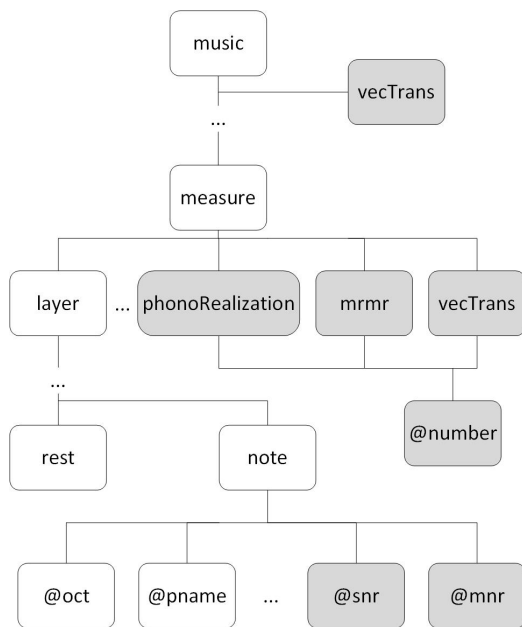 music
vecTrans
...
measure
layer
...
phonoRealization
mrmr
vecTrans
...
@number
rest
note
@oct
@pname
...
@snr
@mnr